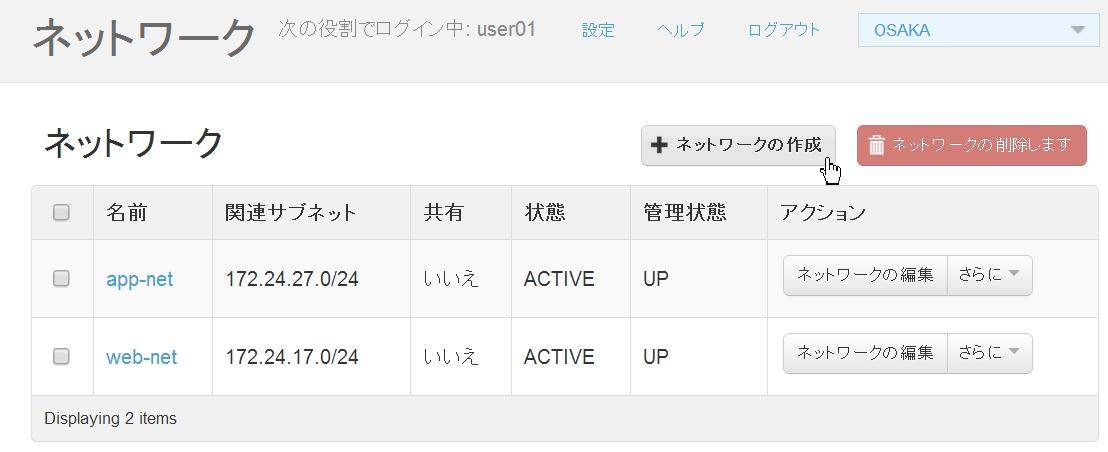 ネットワーク 次の役割でログイン中: user01 設定 ヘルプ ログアウト OSAKA
ネットワーク ネットワークの作成 ネットワークの削除します
名前 関連サブネット 共有 状態 管理状態 アクション
app-net 172.24.27.0/24 いいえ ACTIVE UP ネットワークの編集 さらに
web-net 172.24.17.0/24 いいえ ACTIVE UP ネットワークの編集 さらに
Displaying 2 items